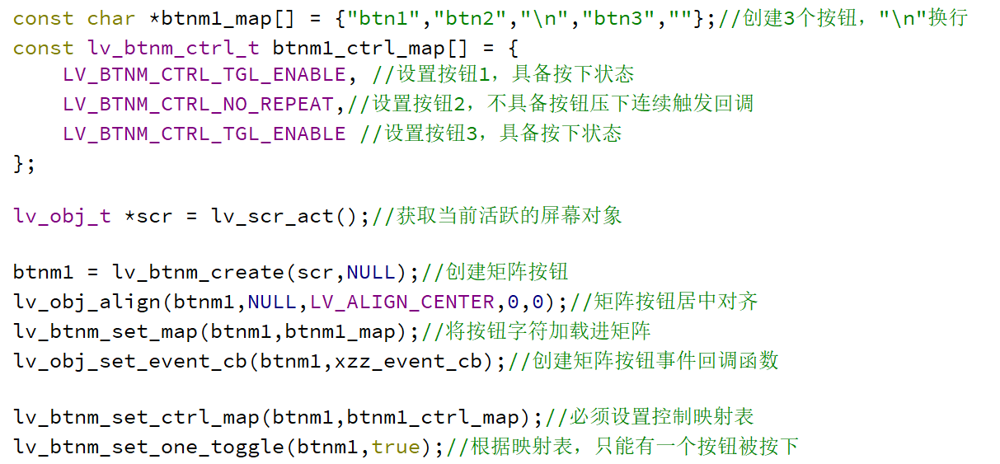 const char *btnm1_map[] = {"btn1","btn2","\n","btn3",""};//创建3个按钮，"\n"换行
const lv_btnm_ctrl_t btnm1_ctrl_map[] = {
    LV_BTNM_CTRL_TGL_ENABLE, //设置按钮1，具备按下状态
    LV_BTNM_CTRL_NO_REPEAT,//设置按钮2，不具备按钮压下连续触发回调
    LV_BTNM_CTRL_TGL_ENABLE //设置按钮3，具备按下状态
};
lv_obj_t *scr = lv_scr_act();//获取当前活跃的屏幕对象
btnm1 = lv_btnm_create(scr,NULL);//创建矩阵按钮
lv_obj_align(btnm1,NULL,LV_ALIGN_CENTER,0,0);//矩阵按钮居中对齐
lv_btnm_set_map(btnm1,btnm1_map);//将按钮字符加载进矩阵
lv_obj_set_event_cb(btnm1,xzz_event_cb);//创建矩阵按钮事件回调函数
lv_btnm_set_ctrl_map(btnm1,btnm1_ctrl_map);//必须设置控制映射表
lv_btnm_set_one_toggle(btnm1,true);//根据映射表，只能有一个按钮被按下